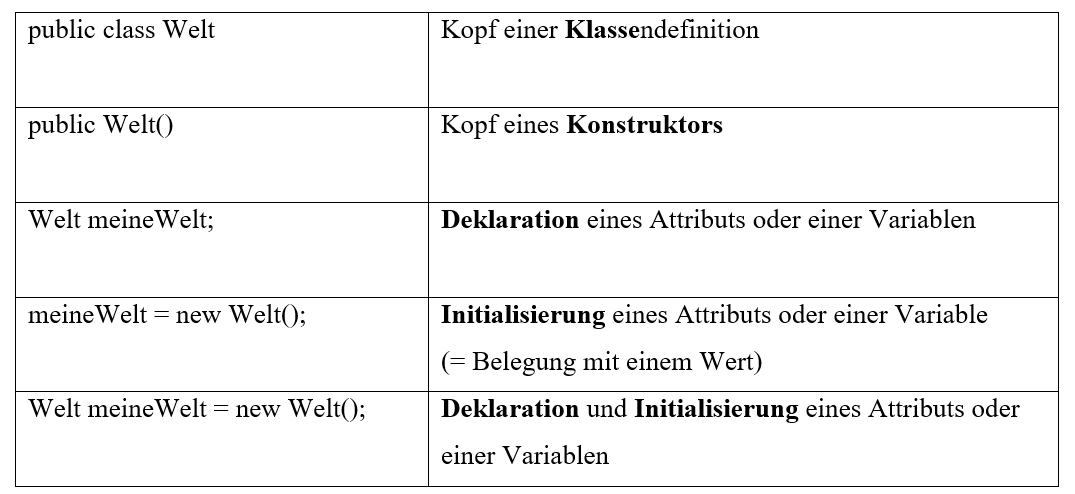 public class Welt
Kopf einer Klassendefinition
public Welt()
Kopf eines Konstruktors
Welt meineWelt;
Deklaration eines Attributs oder einer Variablen
meineWelt = new Welt();
Initialisierung eines Attributs oder einer Variable
(= Belegung mit einem Wert)
Welt meineWelt = new Welt();
Deklaration und Initialisierung eines Attributs oder
einer Variablen